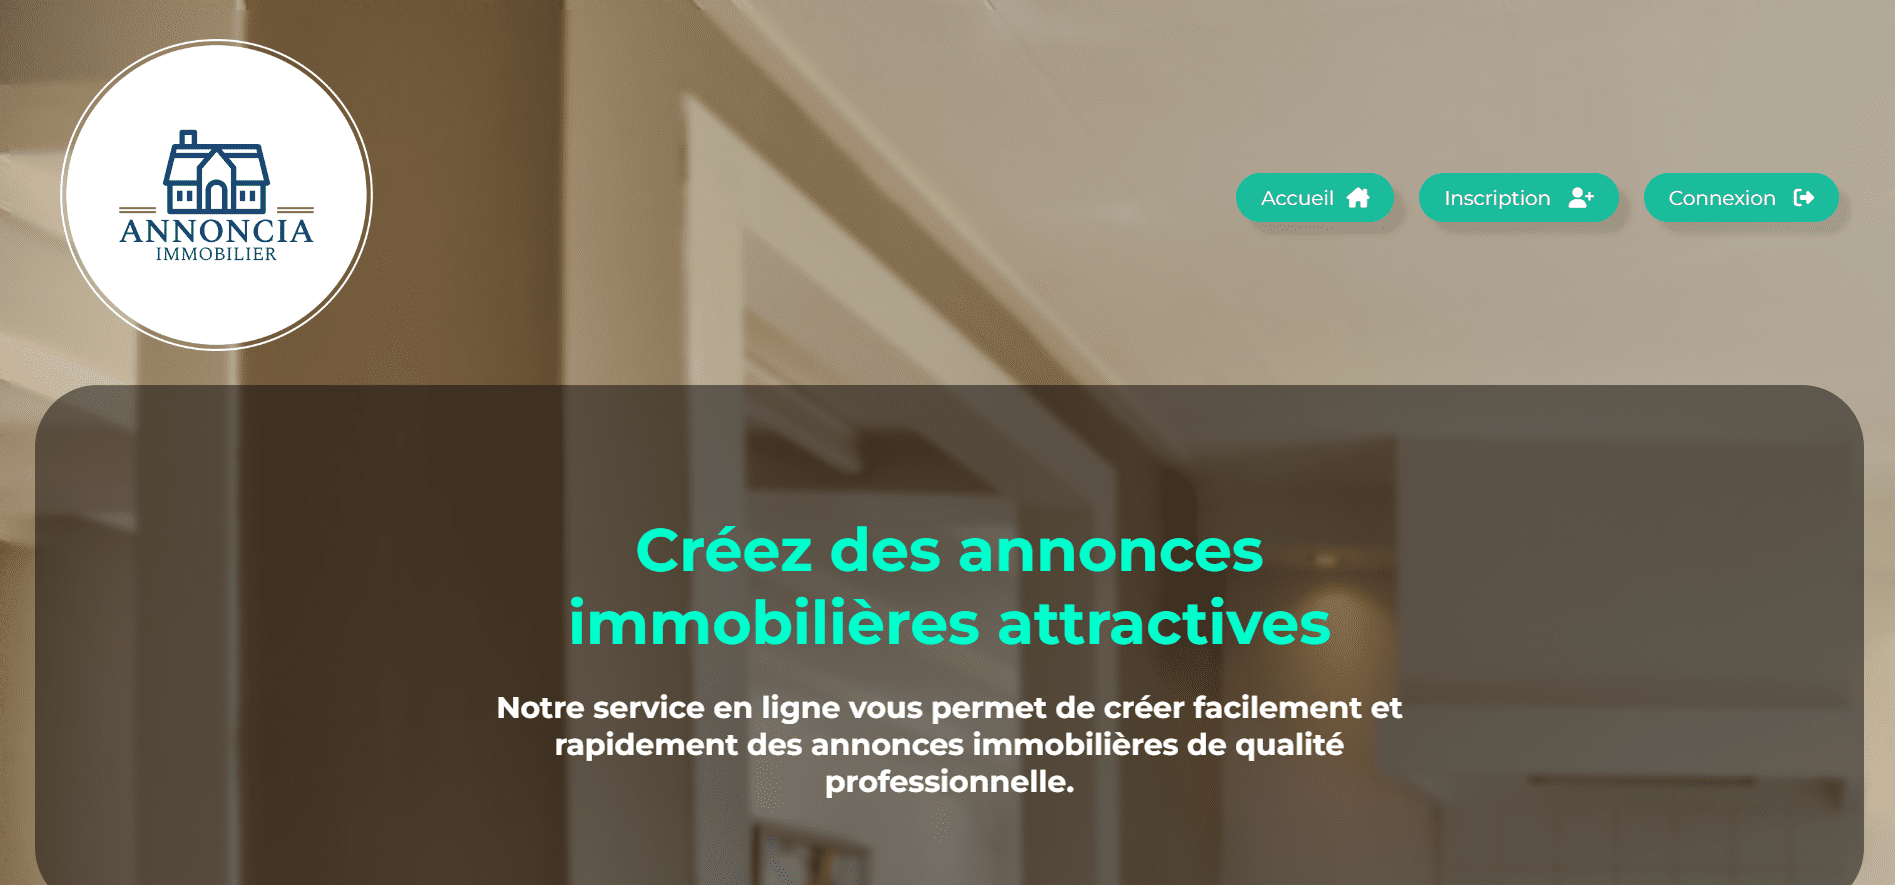 ANNONCIA
IMMOBILIER
Accueil
Inscription
Connexion
Créez des annonces
immobilières attractives
Notre service en ligne vous permet de créer facilement et
rapidement des annonces immobilières de qualité
professionnelle.